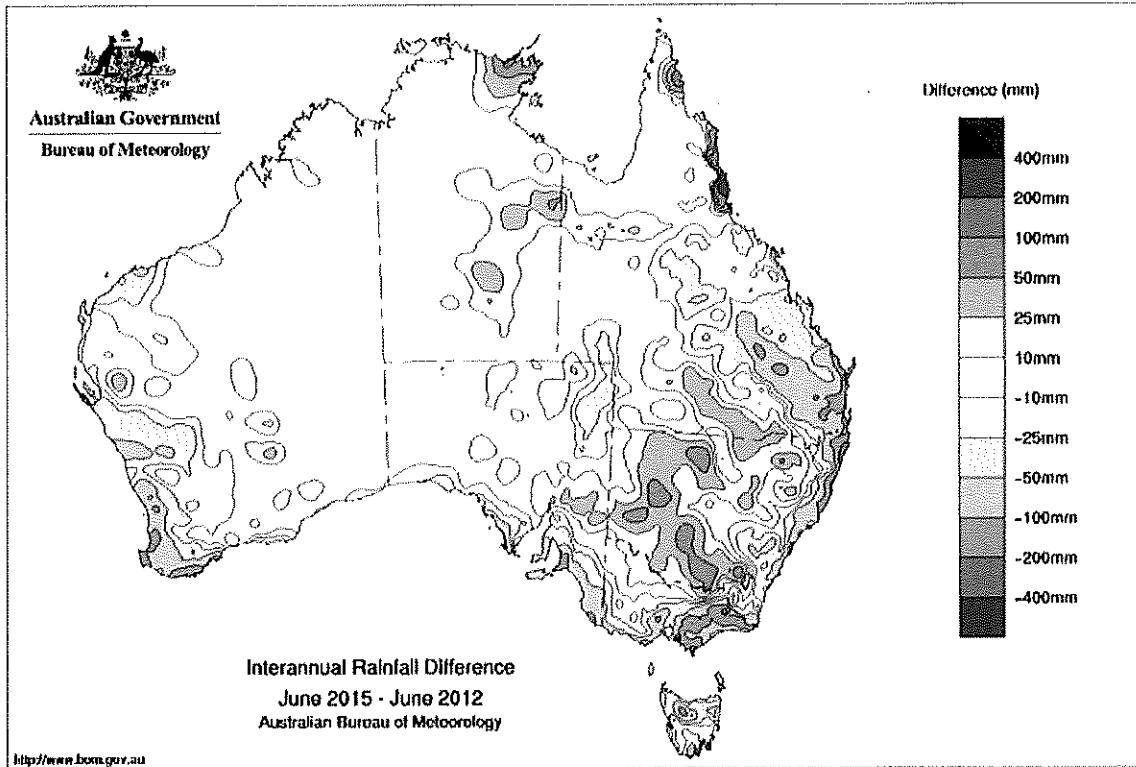 Australian Government
Bureau of Meteorology
Difference (mm)
400mm
200mm
100mm
50mm
25mm
10mm
-10mm
-25mm
-50mm
-100mm
-200mm
-400mm
Interannual Rainfall Difference
June 2015 - June 2012
Australian Bureau of Meteorology
http://www.bom.gov.au